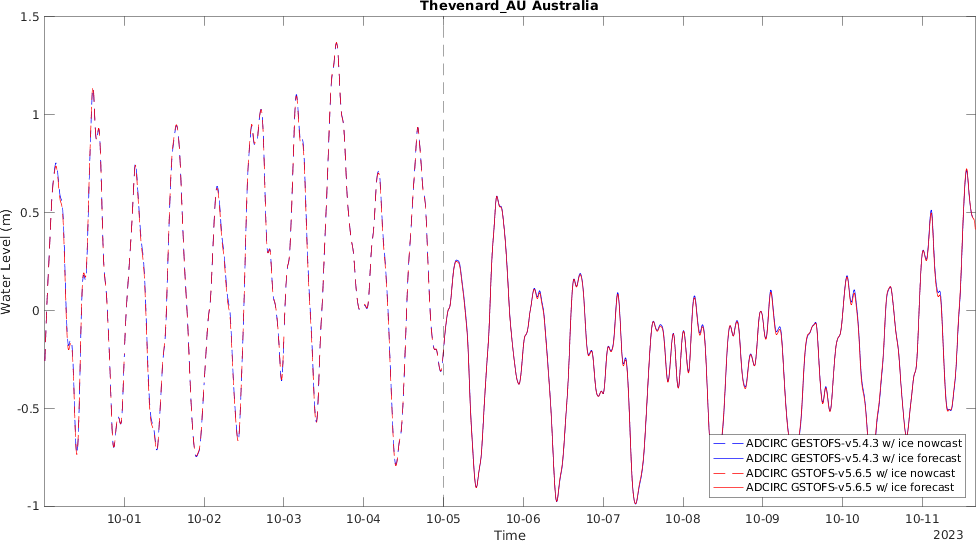 Thevenard_AU Australia
1.5
1
0.5
0
-0.5
-1
Water Level (m)
ADCIRC GESTOFS-v5.4.3 w/ ice nowcast
ADCIRC GESTOFS-v5.4.3 w/ ice forecast
ADCIRC GSTOFS-v5.6.5 w/ ice nowcast
ADCIRC GSTOFS-v5.6.5 w/ ice forecast
10-01 10-02 10-03 10-04 10-05 10-06 10-07 10-08 10-09 10-10 10-11
Time
2023